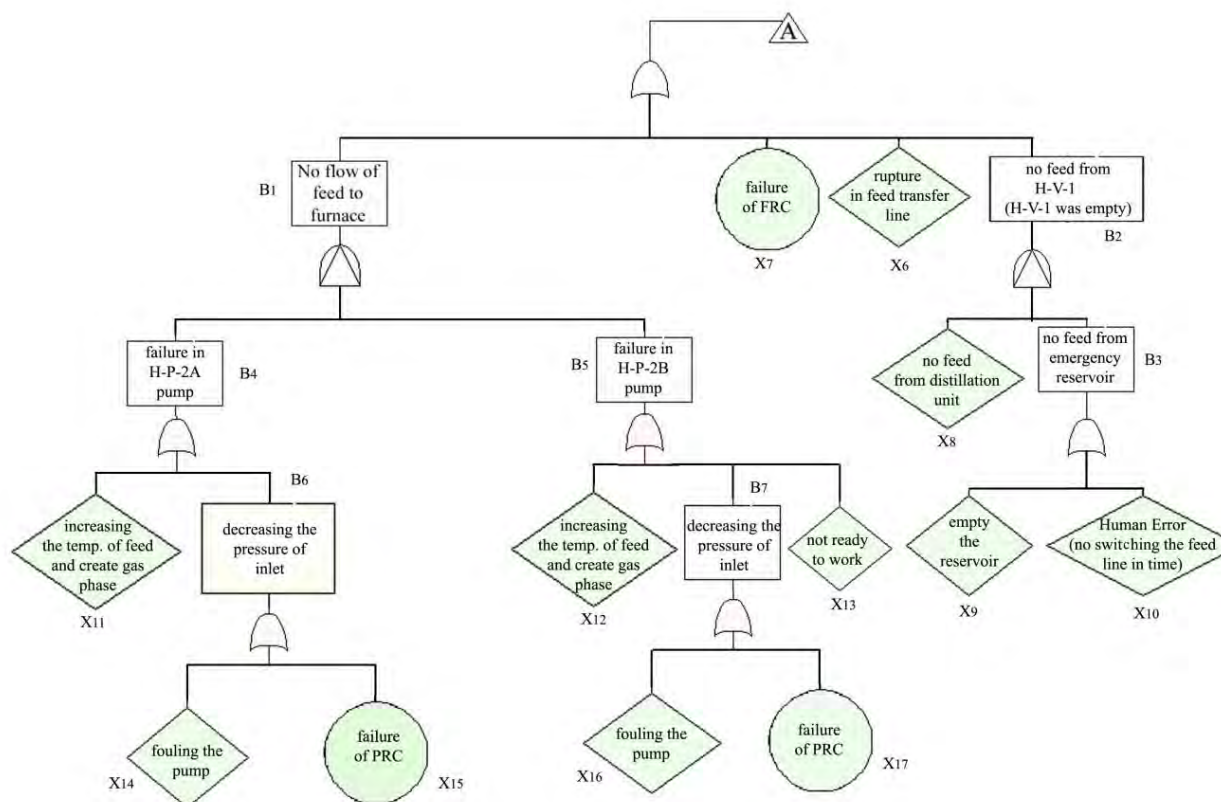 A
B1
No flow of
feed to
furnace
failure
of FRC
X7
rupture
in feed transfer
line
X6
no feed from
H-V-1
(H-V-1 was empty)
B2
failure in
H-P-2A
pump
B4
B5
failure in
H-P-2B
pump
no feed
from distillation
unit
X8
no feed from
emergency
reservoir
B3
increasing
the temp. of feed
and create gas
phase
X11
B6
decreasing the
pressure of
inlet
increasing
the temp. of feed
and create gas
phase
X12
B7
decreasing the
pressure of
inlet
not ready
to work
X13
empty
the
reservoir
X9
Human Error
(no switching the feed
line in time)
X10
fouling the
pump
X14
failure
of PRC
X15
fouling the
pump
X16
failure
of PRC
X17